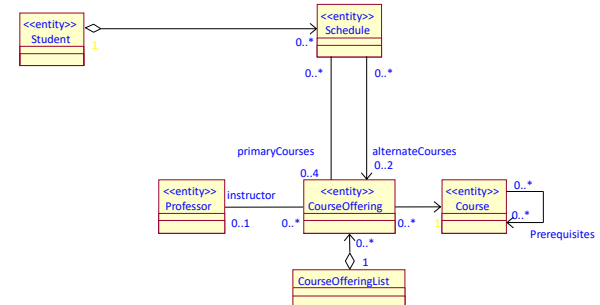 <<entity>>
Student
1
0..*
<<entity>>
Schedule
0..*
0..*
primaryCourses
0..4
alternateCourses
0..2
<<entity>>
Professor
instructor
0..1
0..*
<<entity>>
CourseOffering
0..*
1
<<entity>>
Course
0..*
0..*
Prerequisites
0..*
1
CourseOfferingList